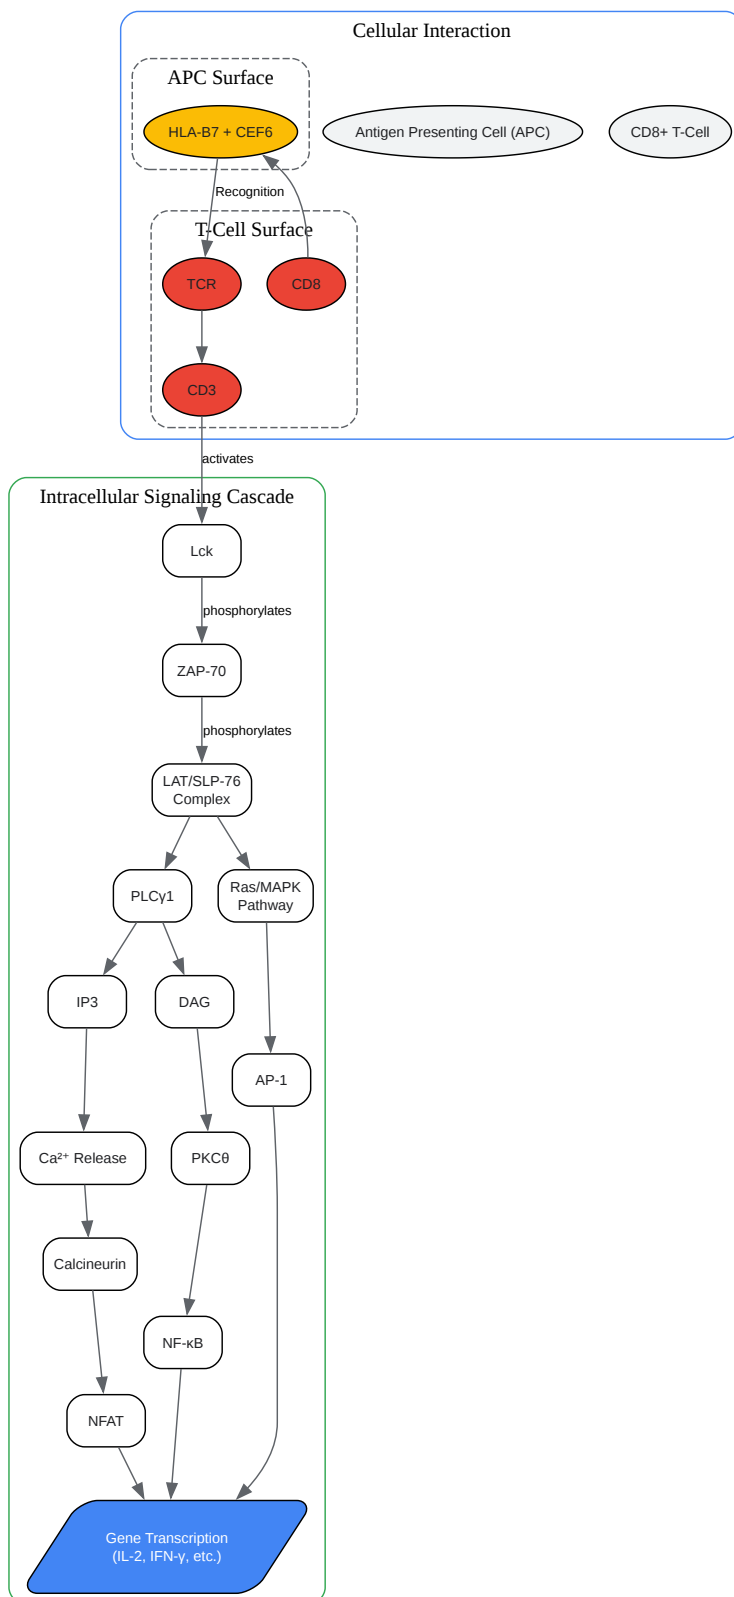 Cellular Interaction
APC Surface
HLA-B7 + CEF6
Antigen Presenting Cell (APC)
CD8+ T-Cell
Recognition
T-Cell Surface
TCR
CD8
CD3
activates
Intracellular Signaling Cascade
Lck
phosphorylates
ZAP-70
phosphorylates
LAT/SLP-76
Complex
PLCγ1
Ras/MAPK
Pathway
IP3
DAG
AP-1
Ca²⁺ Release
PKCθ
Calcineurin
NF-κB
NFAT
Gene Transcription
(IL-2, IFN-γ, etc.)